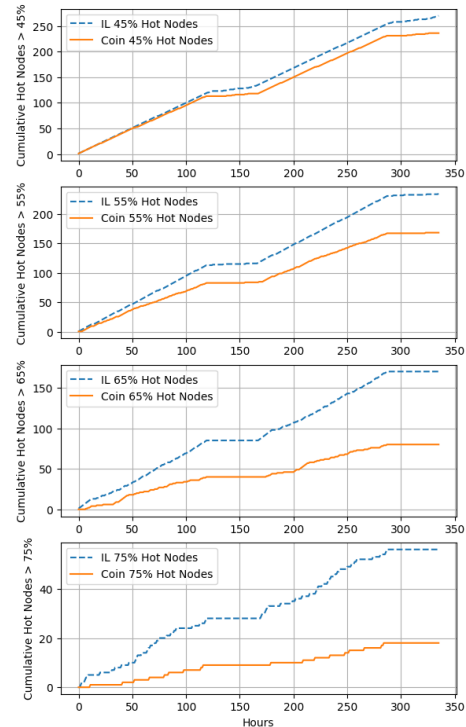 Cumulative Hot Nodes > 45%
IL 45% Hot Nodes
Coin 45% Hot Nodes
250
200
150
100
50
0
0 50 100 150 200 250 300 350
Cumulative Hot Nodes > 55%
IL 55% Hot Nodes
Coin 55% Hot Nodes
200
150
100
50
0
0 50 100 150 200 250 300 350
Cumulative Hot Nodes > 65%
IL 65% Hot Nodes
Coin 65% Hot Nodes
150
100
50
0
0 50 100 150 200 250 300 350
Cumulative Hot Nodes > 75%
IL 75% Hot Nodes
Coin 75% Hot Nodes
40
20
0
0 50 100 150 200 250 300 350
Hours